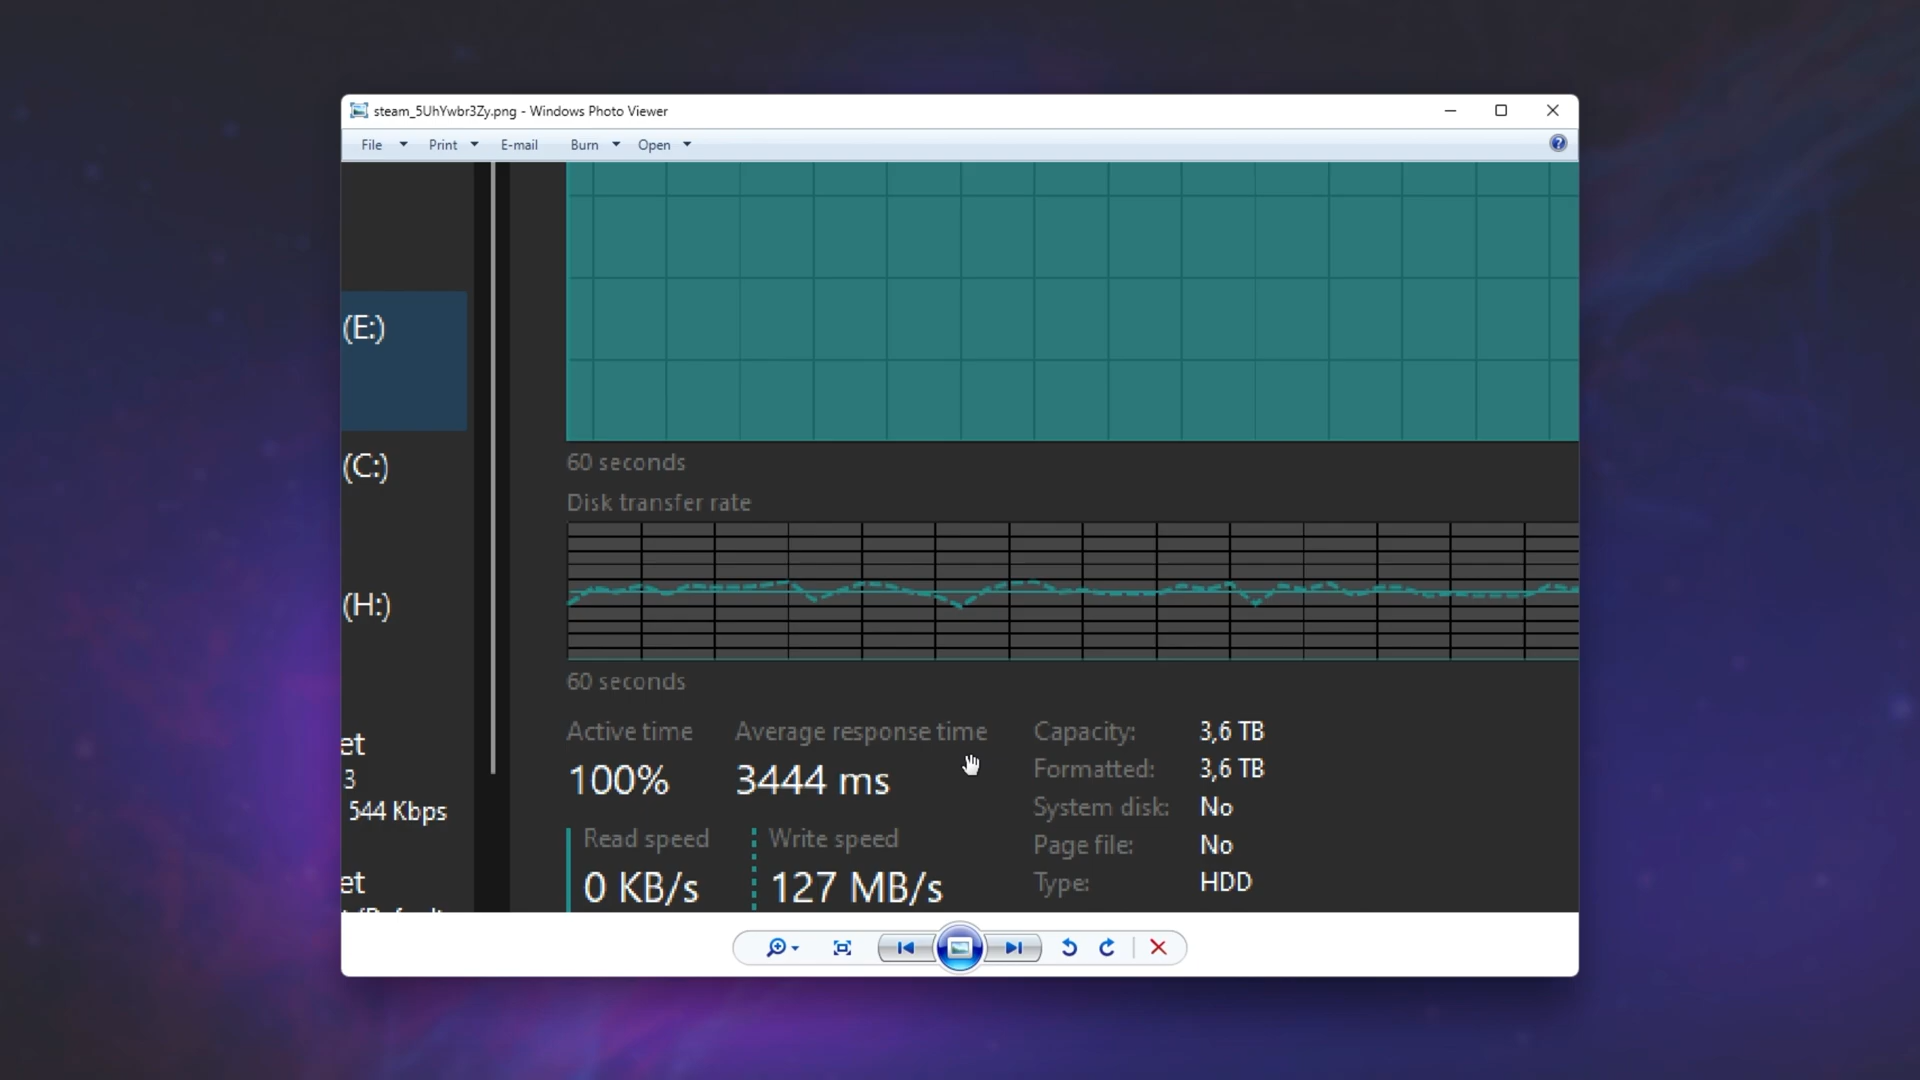 steam_5UhYwbr3Zy.png - Windows Photo Viewer
File Print E-mail Burn Open
(E:)
(C:)
(H:)
et
3
544 Kbps
et
60 seconds
Disk transfer rate
60 seconds
Active time Average response time
100% 3444 ms
Read speed Write speed
0 KB/s 127 MB/s
Capacity: 3,6 TB
Formatted: 3,6 TB
System disk: No
Page file: No
Type: HDD